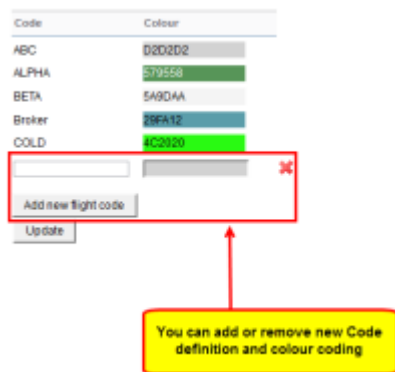 Code Colour
ABC D2D2D2
ALPHA 579558
BETA 5A9DAA
Broker 29FA12
COLD 4C2020
Add new flight code
Update
You can add or remove new Code
definition and colour coding